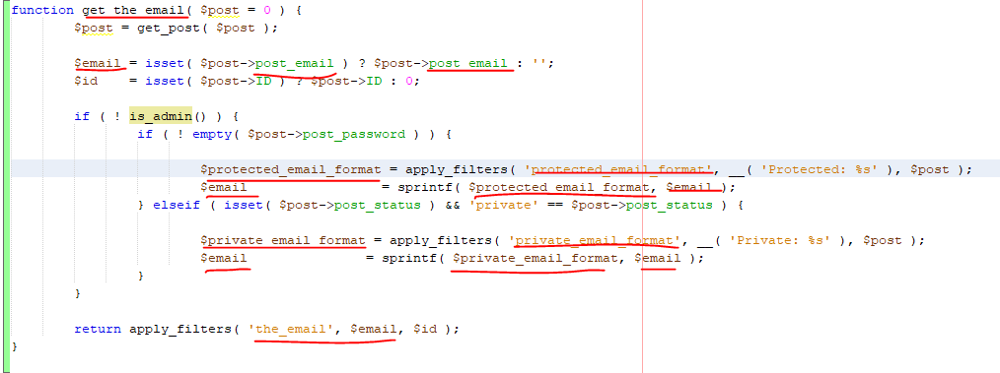 function get_the_email( $post = 0 ) {
$post = get_post( $post );
$email = isset( $post->post_email ) ? $post->post_email : '';
$id = isset( $post->ID ) ? $post->ID : 0;
if ( ! is_admin() ) {
if ( ! empty( $post->post_password ) ) {
$protected_email_format = apply_filters( 'protected_email_format', __( 'Protected: %s' ), $post );
$email = sprintf( $protected_email_format, $email );
} elseif ( isset( $post->post_status ) && 'private' == $post->post_status ) {
$private_email_format = apply_filters( 'private_email_format', __( 'Private: %s' ), $post );
$email = sprintf( $private_email_format, $email );
}
}
return apply_filters( 'the_email', $email, $id );
}